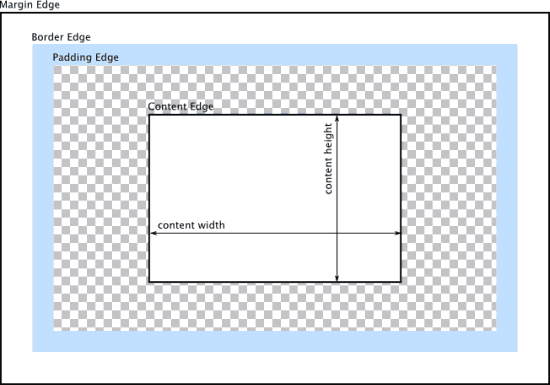 Margin Edge
Border Edge
Padding Edge
Content Edge
content height
content width